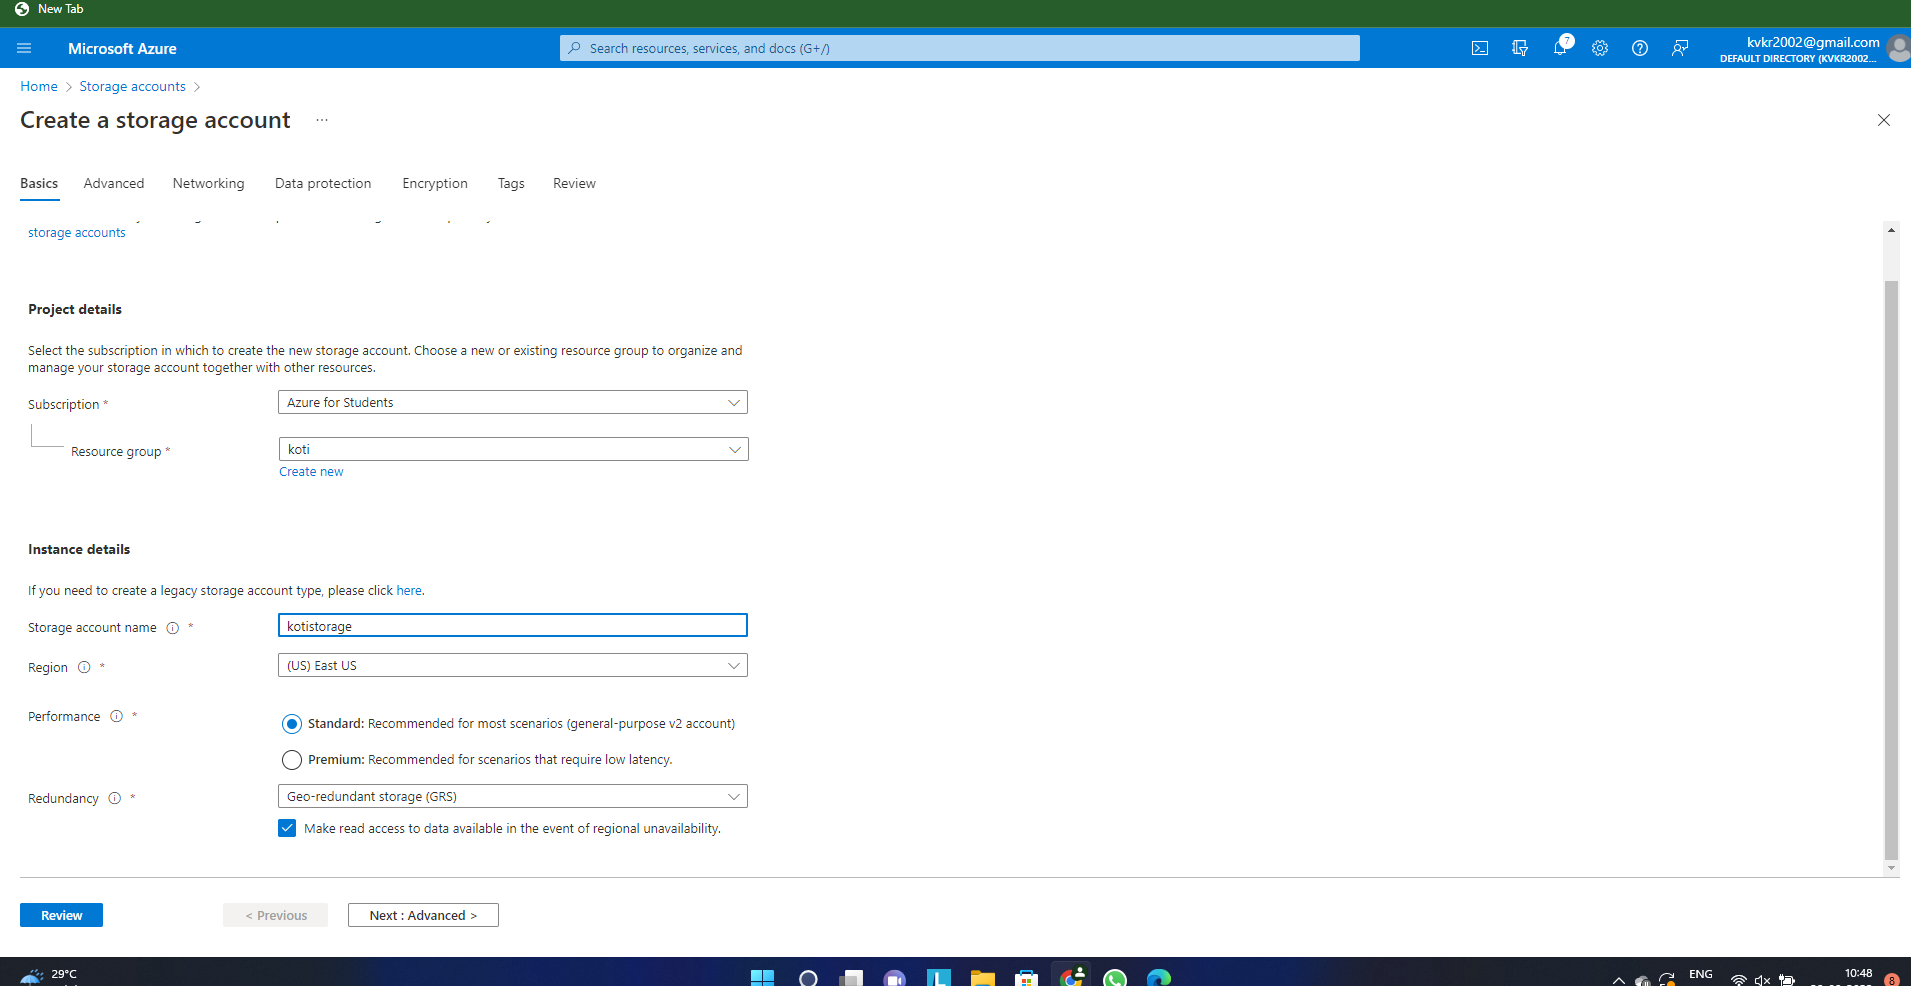 New Tab
Microsoft Azure
Search resources, services, and docs (G+/)
7
kvkr2002@gmail.com
DEFAULT DIRECTORY (KVKR2002...
Home > Storage accounts >
Create a storage account ...
Basics Advanced Networking Data protection Encryption Tags Review
storage accounts
Project details
Select the subscription in which to create the new storage account. Choose a new or existing resource group to organize and
manage your storage account together with other resources.
Subscription * Azure for Students
Resource group * koti
Create new
Instance details
If you need to create a legacy storage account type, please click here.
Storage account name * kotistorage
Region * (US) East US
Performance * Standard: Recommended for most scenarios (general-purpose v2 account)
Premium: Recommended for scenarios that require low latency.
Redundancy * Geo-redundant storage (GRS)
Make read access to data available in the event of regional unavailability.
Review < Previous Next : Advanced >
29°C
ENG
10:48
8